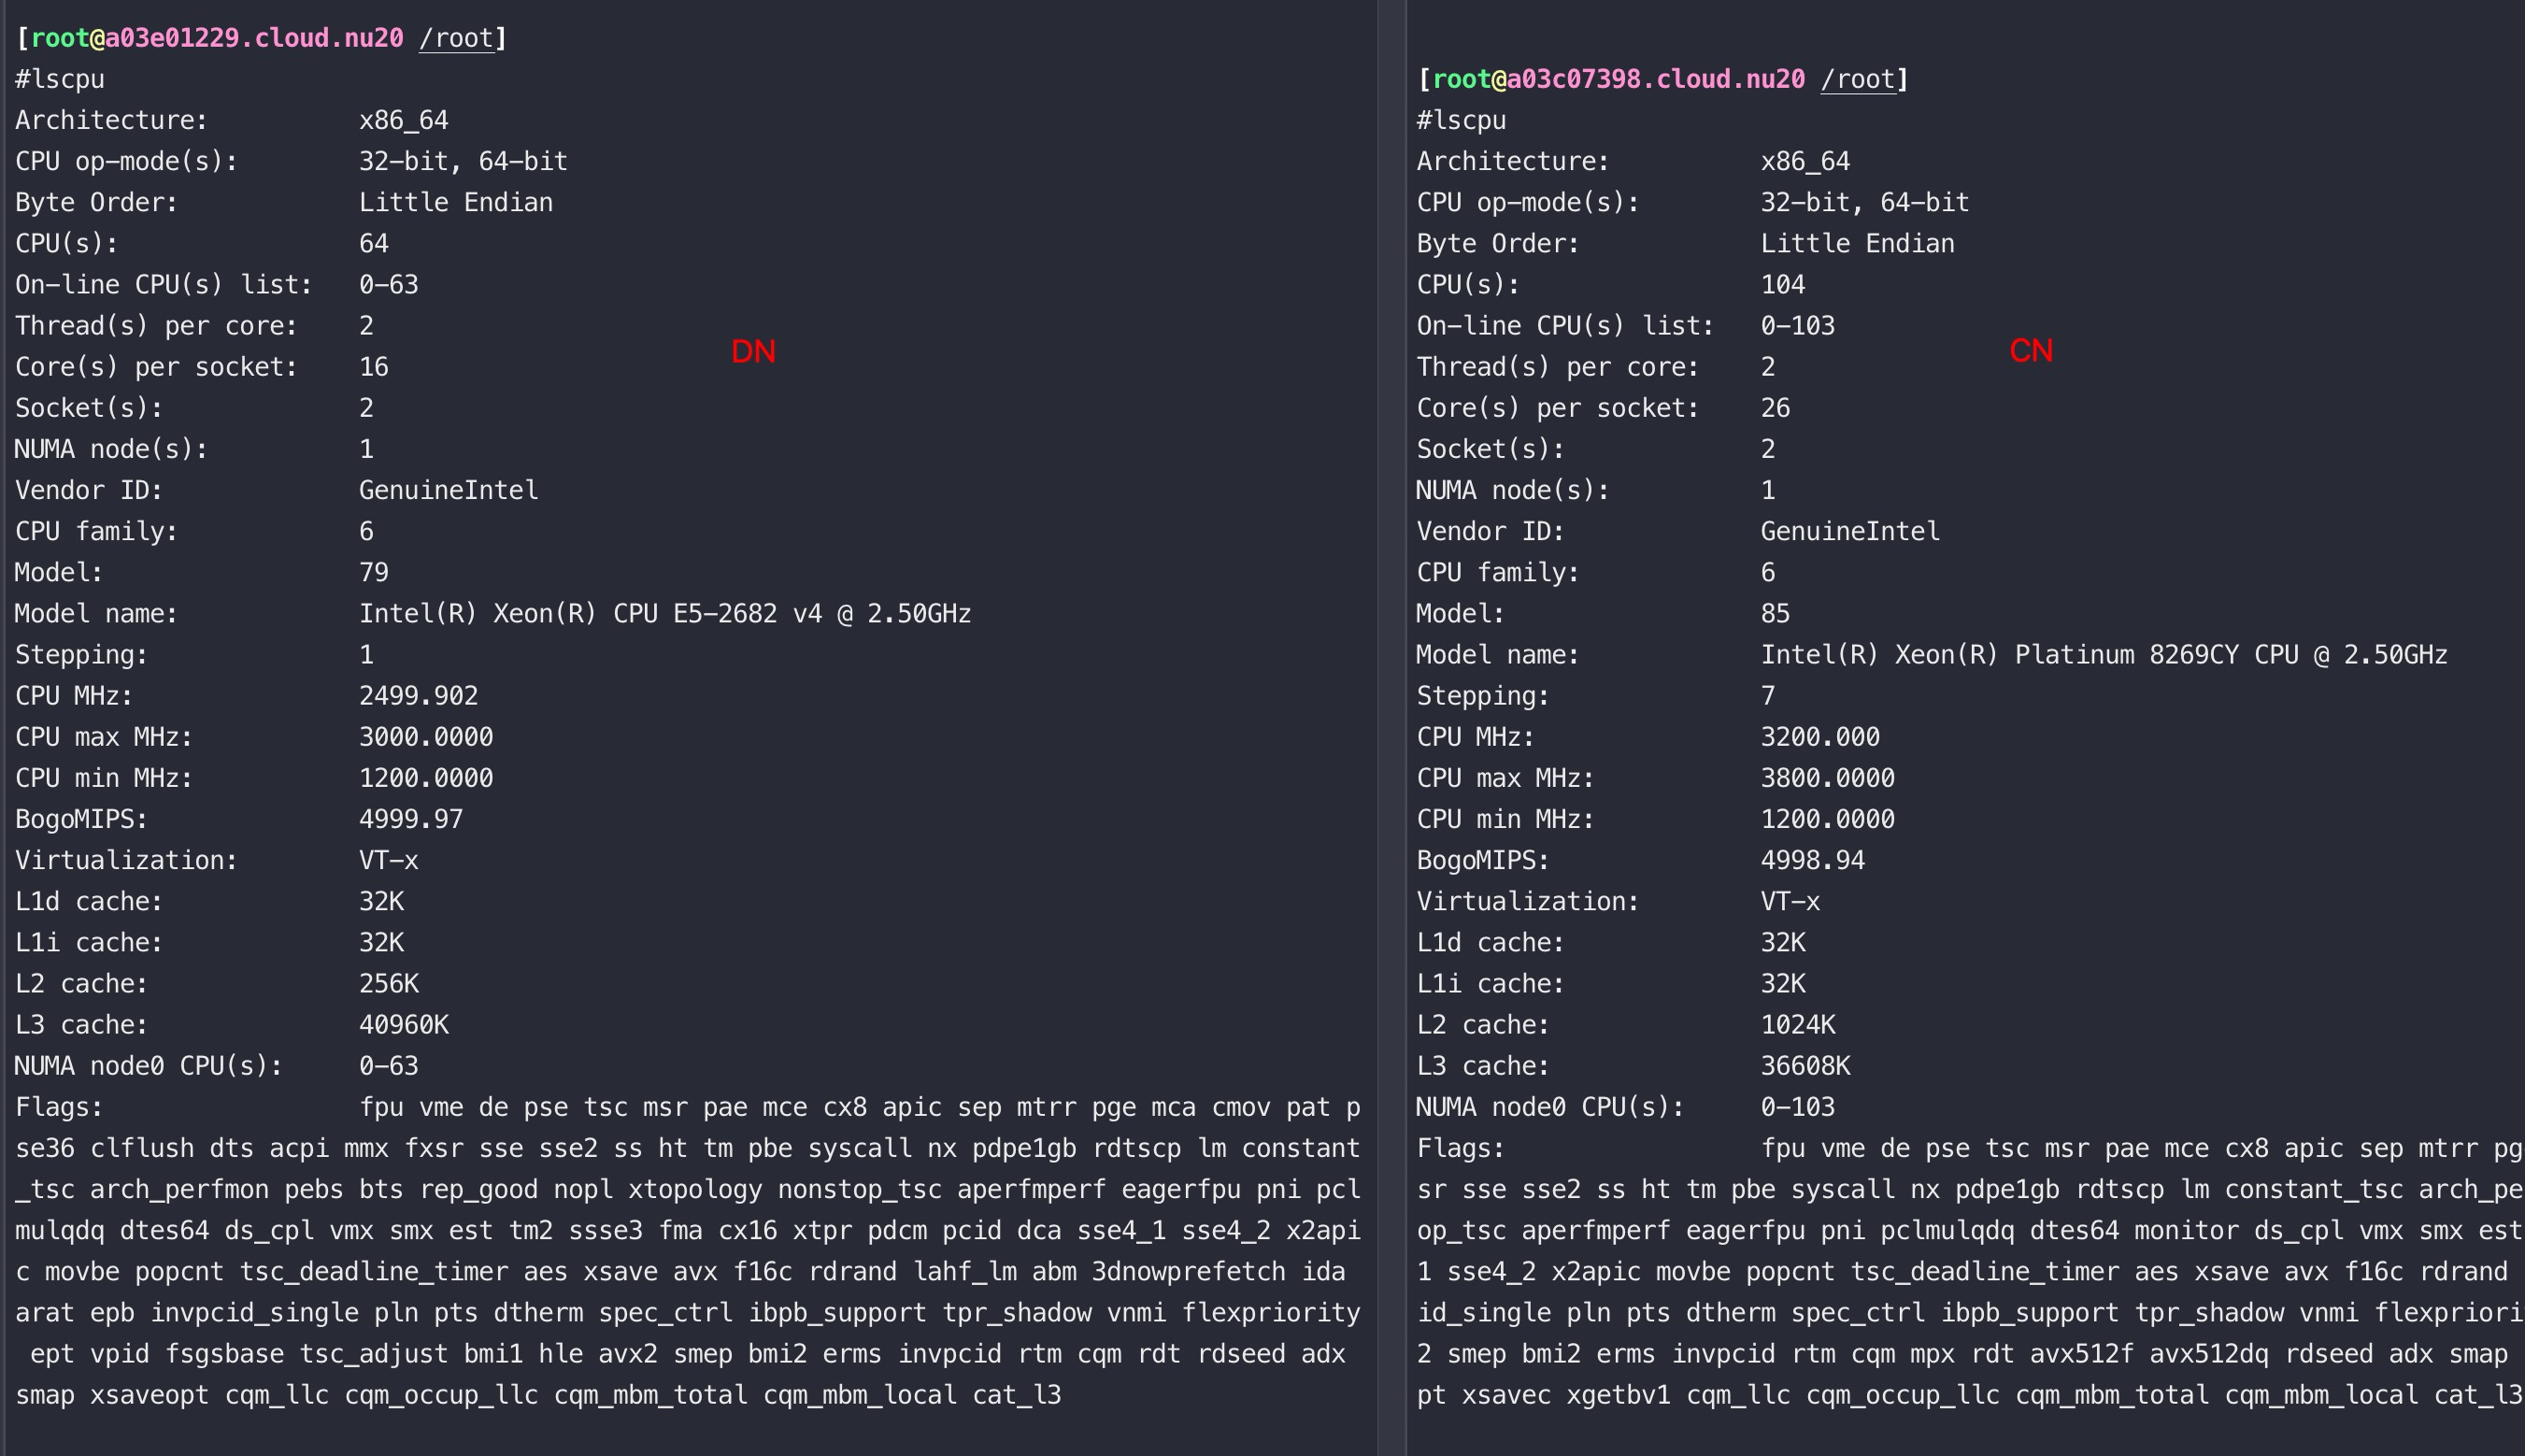 [root@a03e01229.cloud.nu20 /root]
#lscpu
Architecture:          x86_64
CPU op-mode(s):        32-bit, 64-bit
Byte Order:            Little Endian
CPU(s):                64
On-line CPU(s) list:   0-63
Thread(s) per core:    2
Core(s) per socket:    16
Socket(s):             2
NUMA node(s):          1
Vendor ID:             GenuineIntel
CPU family:            6
Model:                 79
Model name:            Intel(R) Xeon(R) CPU E5-2682 v4 @ 2.50GHz
Stepping:              1
CPU MHz:               2499.902
CPU max MHz:           3000.0000
CPU min MHz:           1200.0000
BogoMIPS:              4999.97
Virtualization:        VT-x
L1d cache:             32K
L1i cache:             32K
L2 cache:              256K
L3 cache:              40960K
NUMA node0 CPU(s):     0-63
Flags:                 fpu vme de pse tsc msr pae mce cx8 apic sep mtrr pge mca cmov pat p
se36 clflush dts acpi mmx fxsr sse sse2 ss ht tm pbe syscall nx pdpe1gb rdtscp lm constant
_tsc arch_perfmon pebs bts rep_good nopl xtopology nonstop_tsc aperfmperf eagerfpu pni pcl
mulqdq dtes64 ds_cpl vmx smx est tm2 ssse3 fma cx16 xtpr pdcm pcid dca sse4_1 sse4_2 x2api
c movbe popcnt tsc_deadline_timer aes xsave avx f16c rdrand lahf_lm abm 3dnowprefetch ida
arat epb invpcid_single pln pts dtherm spec_ctrl ibpb_support tpr_shadow vnmi flexpriority
 ept vpid fsgsbase tsc_adjust bmi1 hle avx2 smep bmi2 erms invpcid rtm cqm rdt rdseed adx
smap xsaveopt cqm_llc cqm_occup_llc cqm_mbm_total cqm_mbm_local cat_l3
DN
[root@a03c07398.cloud.nu20 /root]
#lscpu
Architecture:          x86_64
CPU op-mode(s):        32-bit, 64-bit
Byte Order:            Little Endian
CPU(s):                104
On-line CPU(s) list:   0-103
Thread(s) per core:    2
Core(s) per socket:    26
Socket(s):             2
NUMA node(s):          1
Vendor ID:             GenuineIntel
CPU family:            6
Model:                 85
Model name:            Intel(R) Xeon(R) Platinum 8269CY CPU @ 2.50GHz
Stepping:              7
CPU MHz:               3200.000
CPU max MHz:           3800.0000
CPU min MHz:           1200.0000
BogoMIPS:              4998.94
Virtualization:        VT-x
L1d cache:             32K
L1i cache:             32K
L2 cache:              1024K
L3 cache:              36608K
NUMA node0 CPU(s):     0-103
Flags:                 fpu vme de pse tsc msr pae mce cx8 apic sep mtrr pg
sr sse sse2 ss ht tm pbe syscall nx pdpe1gb rdtscp lm constant_tsc arch_pe
op_tsc aperfmperf eagerfpu pni pclmulqdq dtes64 monitor ds_cpl vmx smx est
1 sse4_2 x2apic movbe popcnt tsc_deadline_timer aes xsave avx f16c rdrand
id_single pln pts dtherm spec_ctrl ibpb_support tpr_shadow vnmi flexpriori
2 smep bmi2 erms invpcid rtm cqm mpx rdt avx512f avx512dq rdseed adx smap
pt xsavec xgetbv1 cqm_llc cqm_occup_llc cqm_mbm_total cqm_mbm_local cat_l3
CN